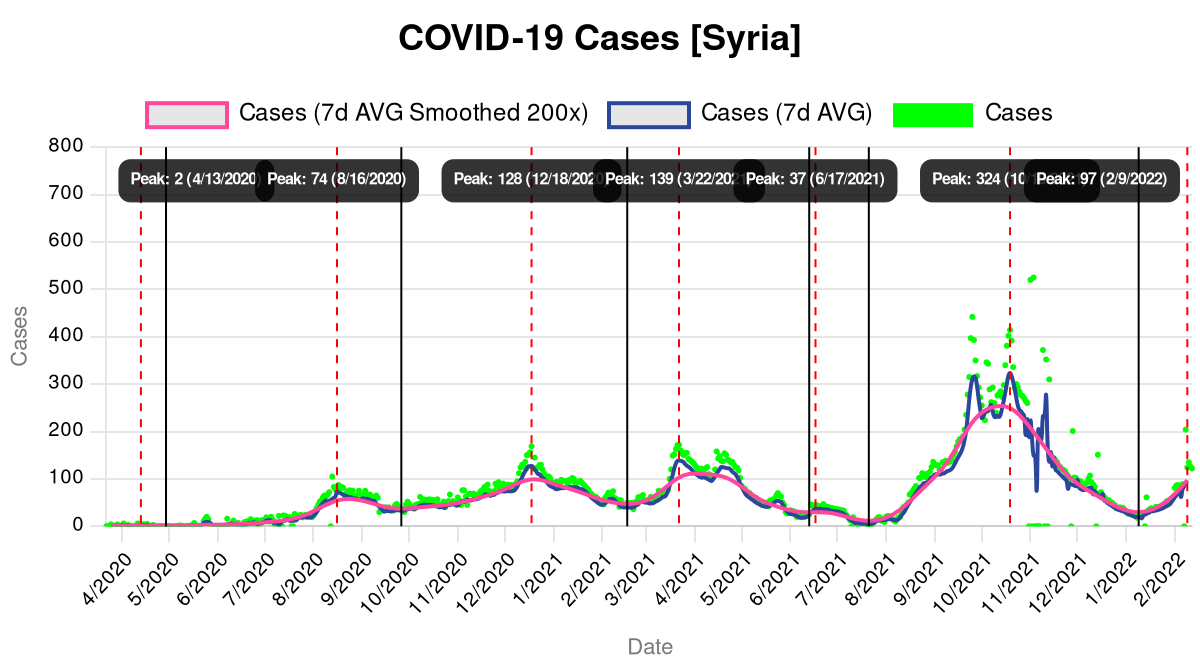 COVID-19 Cases [Syria]
Cases (7d AVG Smoothed 200x) Cases (7d AVG) Cases
800
700
600
500
400
300
200
100
0
Cases
Peak: 2 (4/13/2020) Peak: 74 (8/16/2020) Peak: 128 (12/18/202 Peak: 139 (3/22/202 Peak: 37 (6/17/2021) Peak: 324 (10/ Peak: 97 (2/9/2022)
4/2020 5/2020 6/2020 7/2020 8/2020 9/2020 10/2020 11/2020 12/2020 1/2021 2/2021 3/2021 4/2021 5/2021 6/2021 7/2021 8/2021 9/2021 10/2021 11/2021 12/2021 1/2022 2/2022
Date